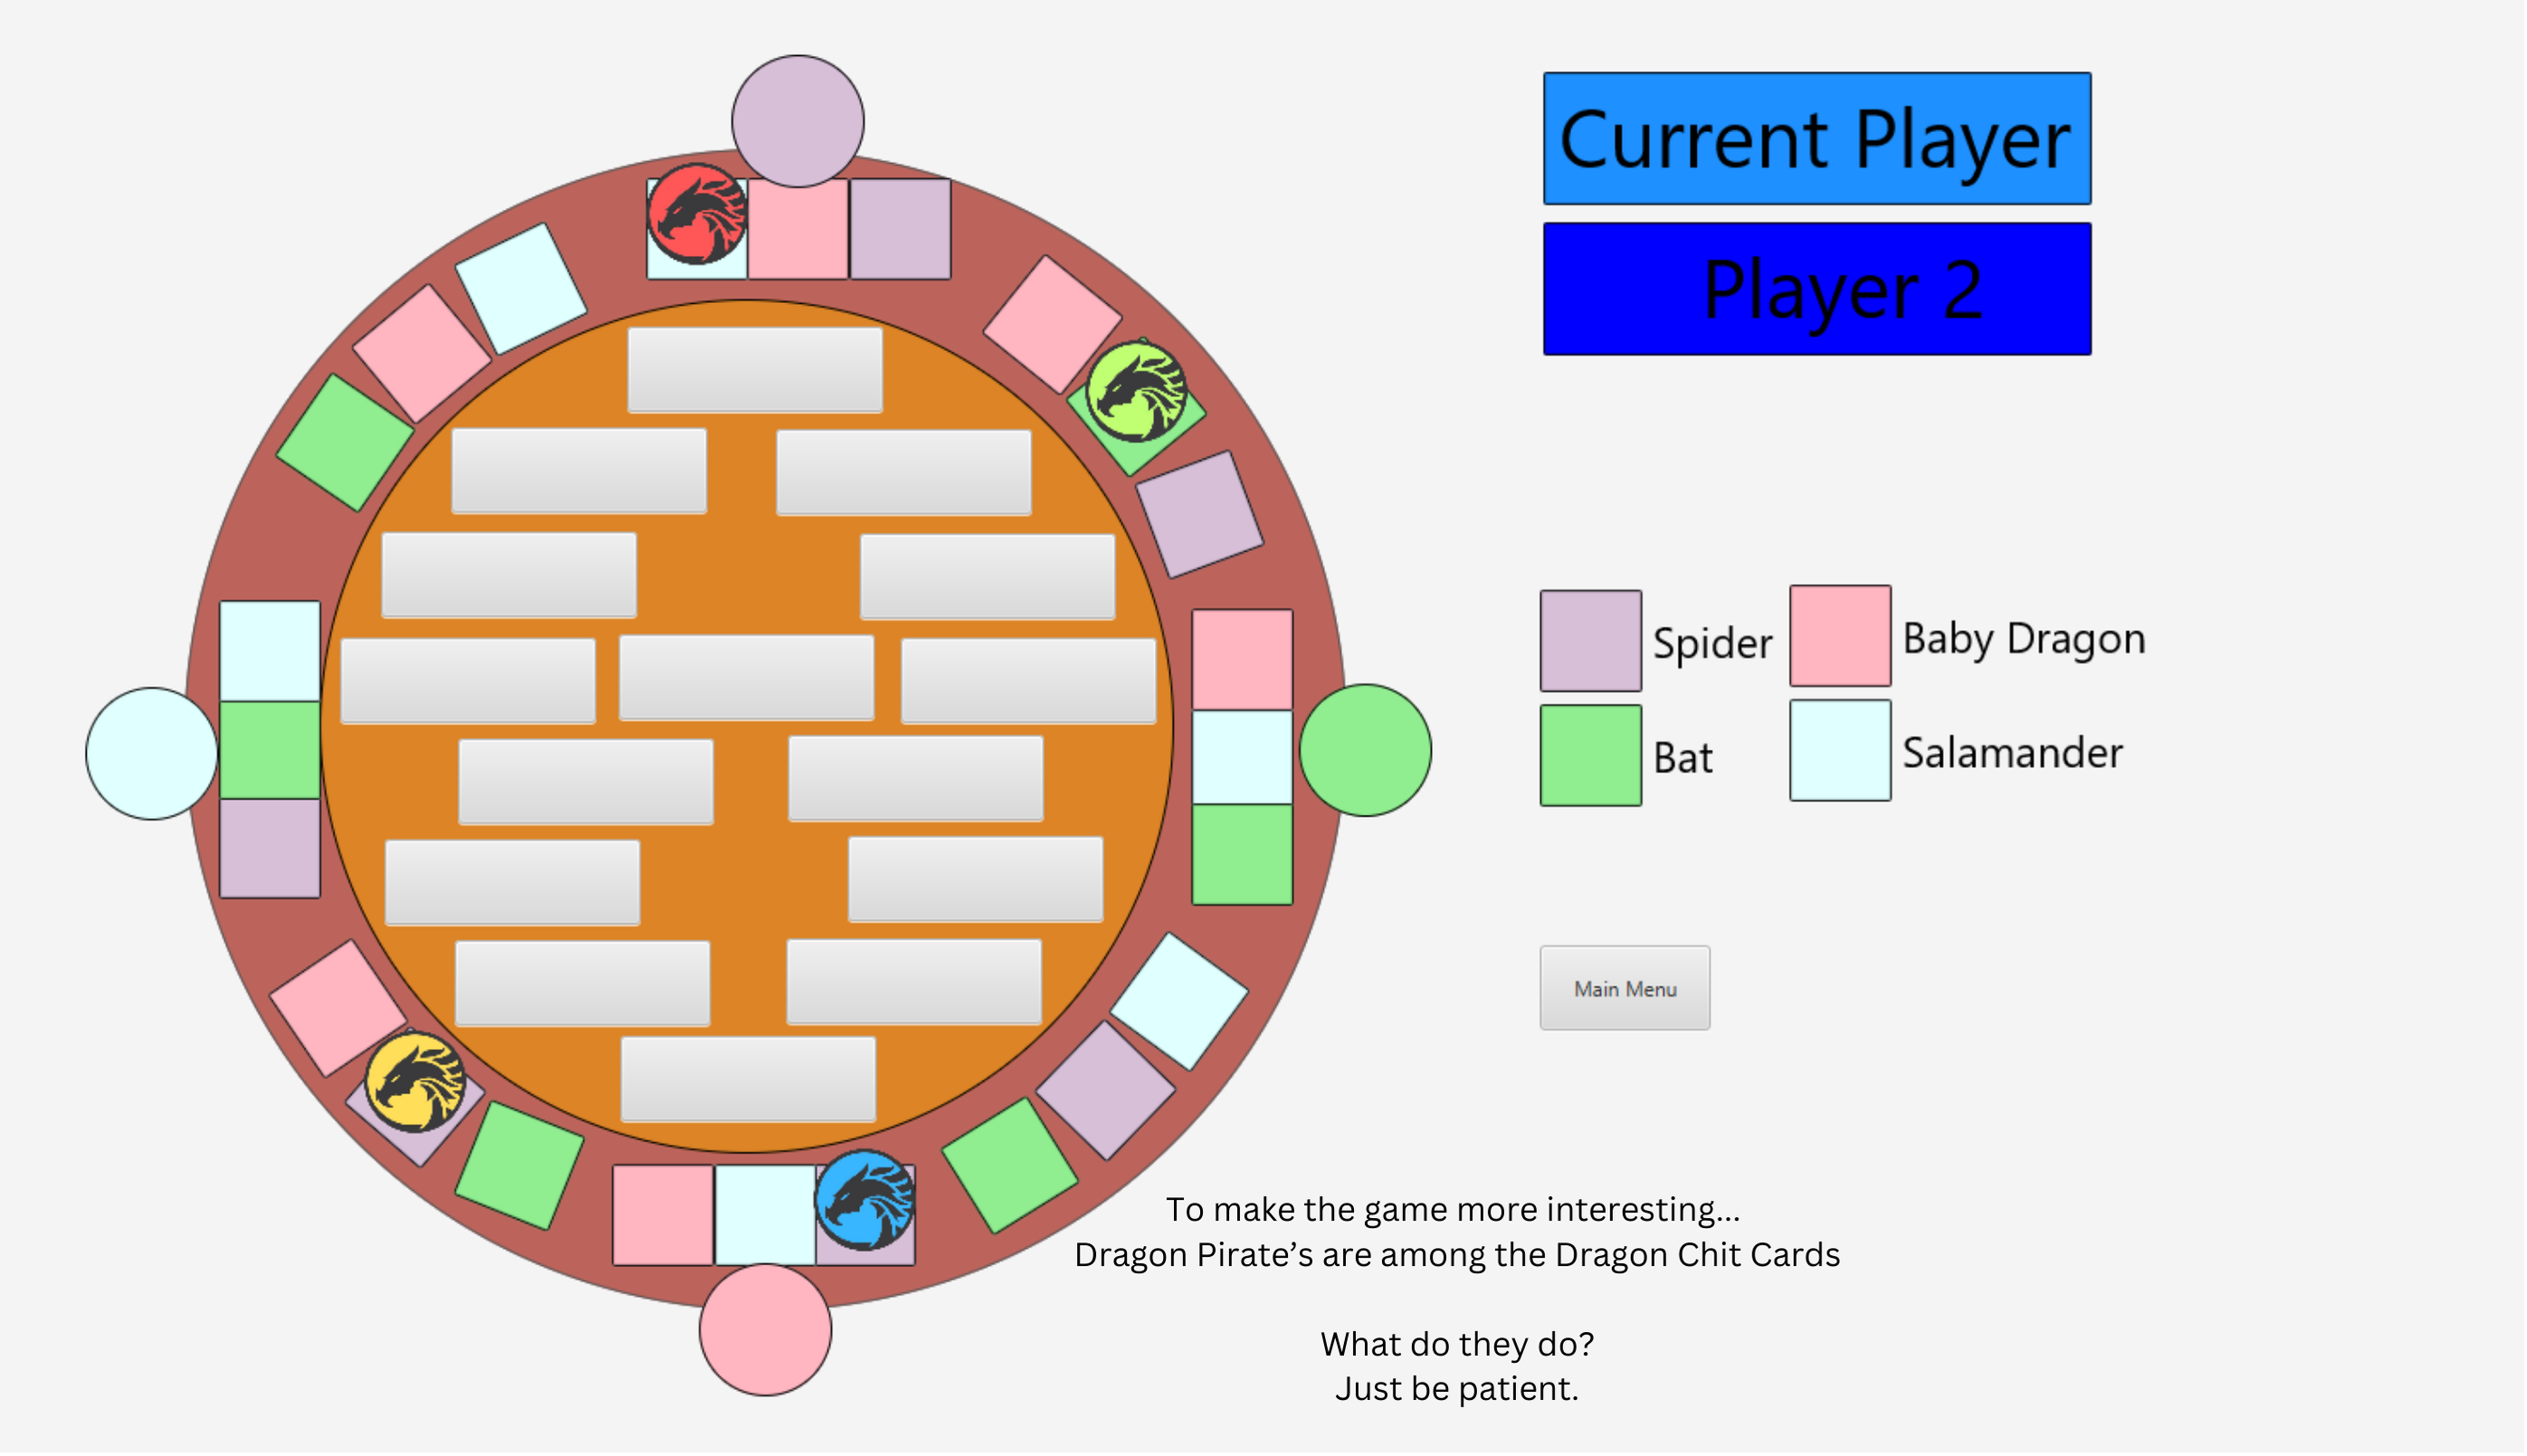 Current Player
Player 2
Spider
Baby Dragon
Bat
Salamander
Main Menu
To make the game more interesting...
Dragon Pirate’s are among the Dragon Chit Cards
What do they do?
Just be patient.